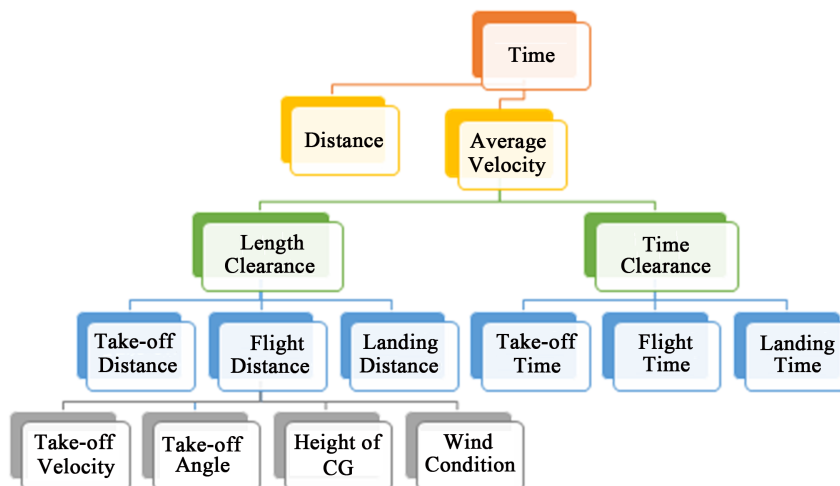 Time
Distance
Average
Velocity
Length
Clearance
Time
Clearance
Take-off
Distance
Flight
Distance
Landing
Distance
Take-off
Time
Flight
Time
Landing
Time
Take-off
Velocity
Take-off
Angle
Height of
CG
Wind
Condition